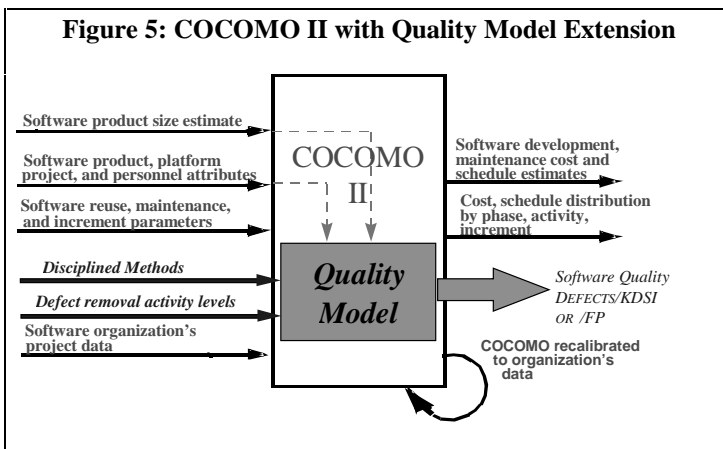 Figure 5: COCOMO II with Quality Model Extension
Software product size estimate
Software product, platform
project, and personnel attributes
Software reuse, maintenance,
and increment parameters
Disciplined Methods
Defect removal activity levels
Software organization's
project data
COCOMO
II
Quality
Model
Software development,
maintenance cost and
schedule estimates
Cost, schedule distribution
by phase, activity,
increment
Software Quality
DEFECTS/KDSI
OR /FP
COCOMO recalibrated
to organization's
data